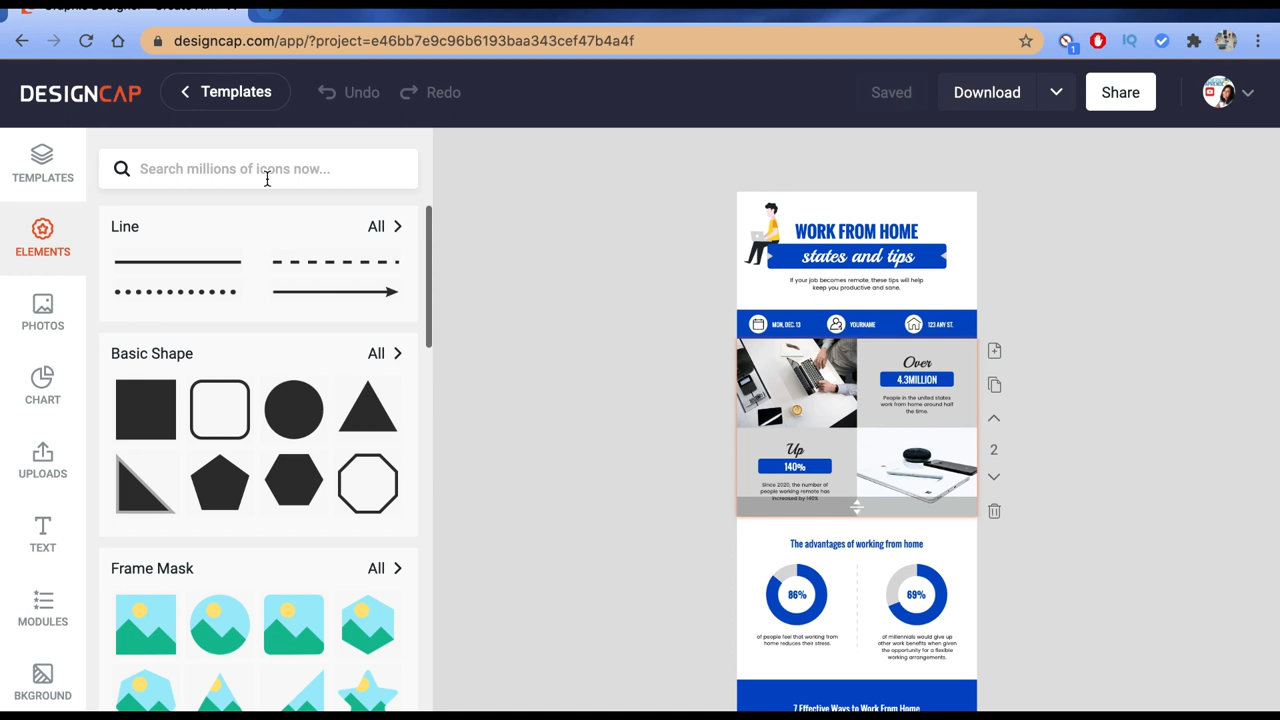 designcap.com/app/?project=e46bb7e9c96b6193baa343cef47b4a4f
1
DESIGNCAP
Templates
Undo
Redo
Saved
Download
Share
TEMPLATES
ELEMENTS
PHOTOS
CHART
UPLOADS
TEXT
MODULES
BKGROUND
Search millions of icons now...
Line
All
Basic Shape
All
Frame Mask
All
WORK FROM HOME
states and tips
If your job becomes remote, these tips will help
keep you productive and sane.
MON, DEC. 13
YOURNAME
123 ANY ST.
Over
4.3MILLION
People in the united states
work from home around half
the time.
Up
140%
Since 2020, the number of
people working remote has
increased by 140%
2
The advantages of working from home
86%
69%
of people feel that working from
home reduces their stress.
of millennials would give up
other work benefits when given
the opportunity for a flexible
working arrangements.
7 Effective Ways to Work From Home